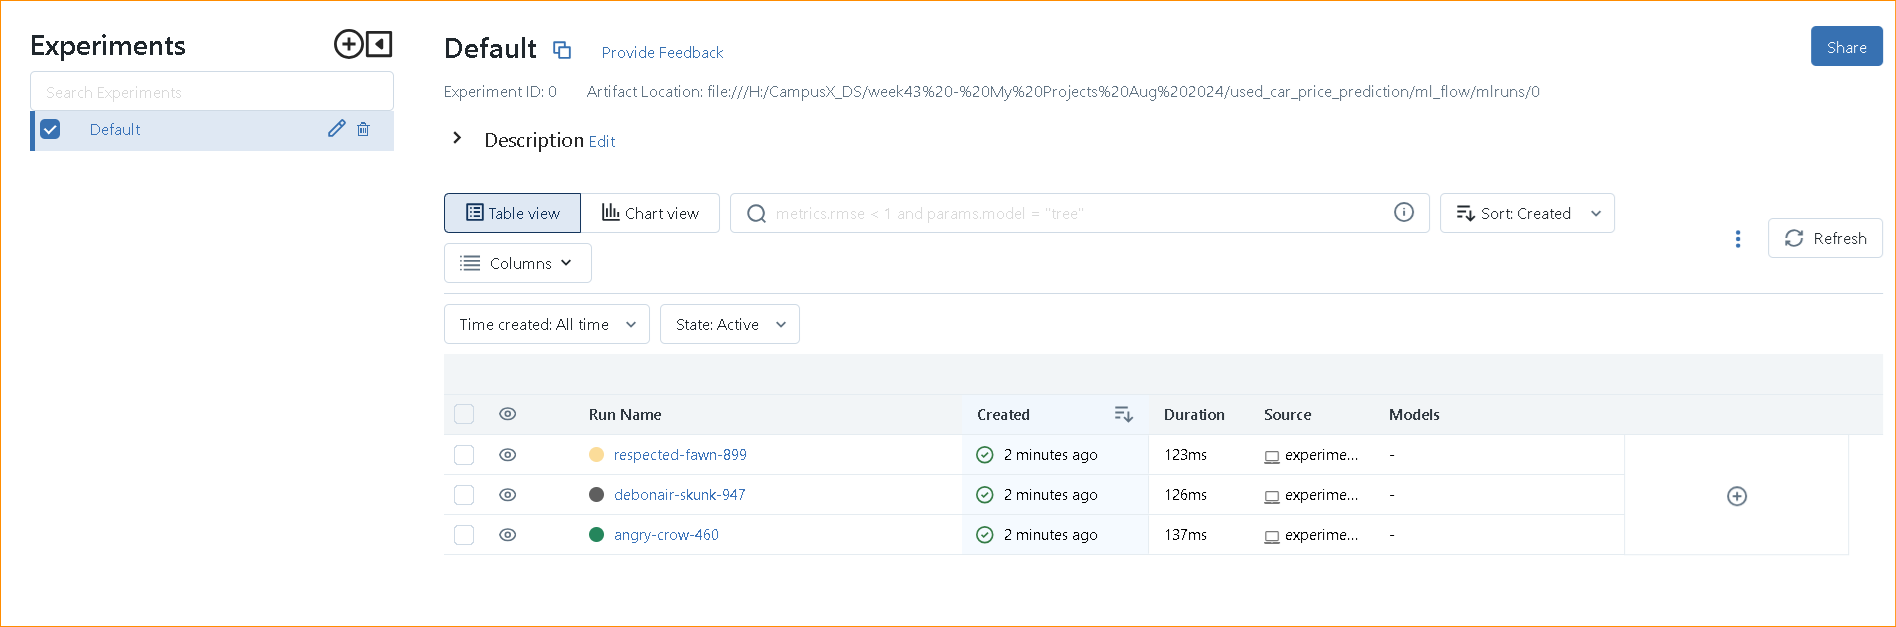 Experiments
Search Experiments
Default
Default
Provide Feedback
Share
Experiment ID: 0
Artifact Location: file:///H:/CampusX_DS/week43%20-%20My%20Projects%20Aug%202024/used_car_price_prediction/ml_flow/mlruns/0
Description Edit
Table view
Chart view
metrics.rmse < 1 and params.model = "tree"
Sort: Created
Refresh
Columns
Time created: All time
State: Active
Run Name Created Duration Source Models
respected-fawn-899 2 minutes ago 123ms experime... -
debonair-skunk-947 2 minutes ago 126ms experime... -
angry-crow-460 2 minutes ago 137ms experime... -